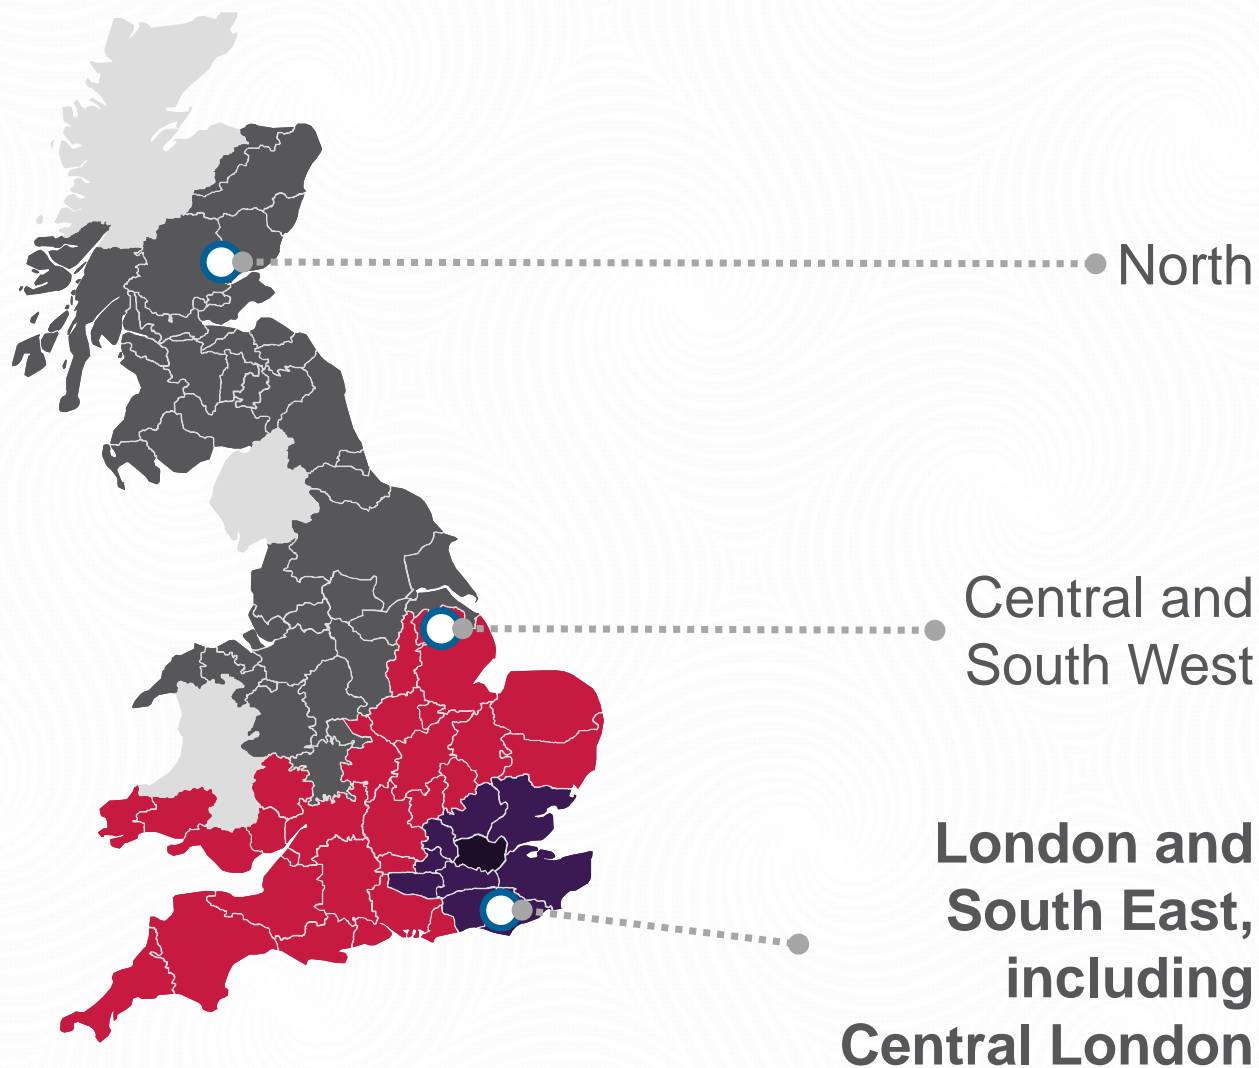 North
Central and
South West
London and
South East,
including
Central London